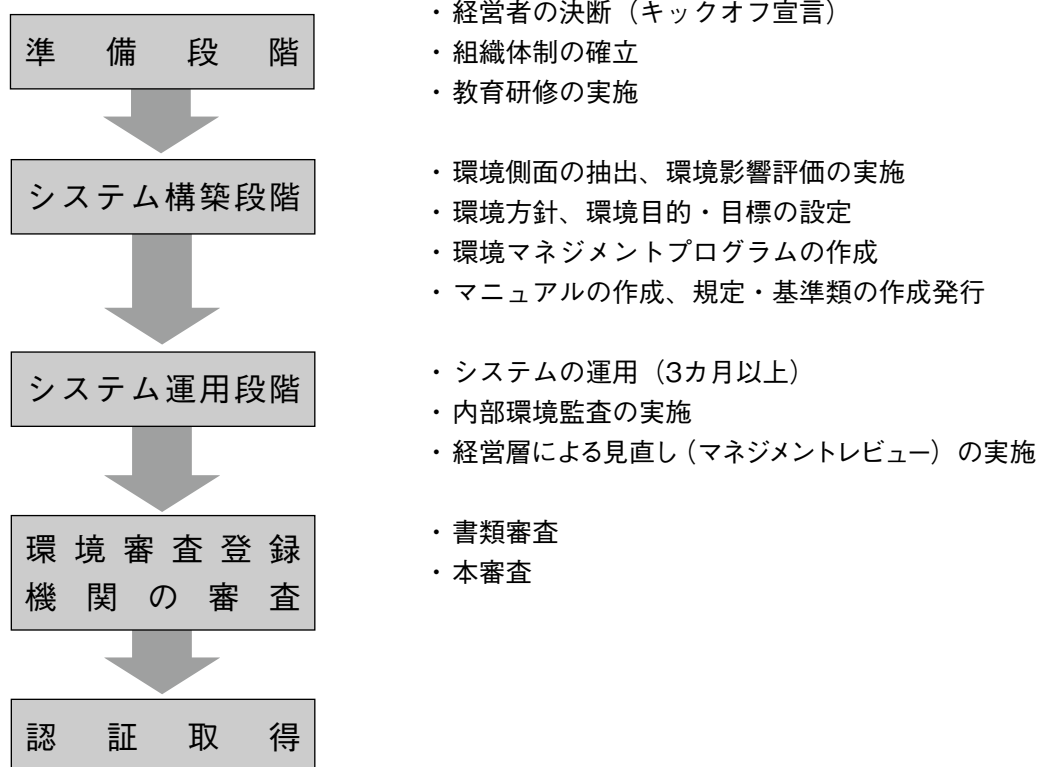 準備段階
・経営者の決断（キックオフ宣言）
・組織体制の確立
・教育研修の実施
システム構築段階
・環境側面の抽出、環境影響評価の実施
・環境方針、環境目的・目標の設定
・環境マネジメントプログラムの作成
・マニュアルの作成、規定・基準類の作成発行
システム運用段階
・システムの運用（3カ月以上）
・内部環境監査の実施
・経営層による見直し（マネジメントレビュー）の実施
環境審査登録
機関の審査
・書類審査
・本審査
認証取得